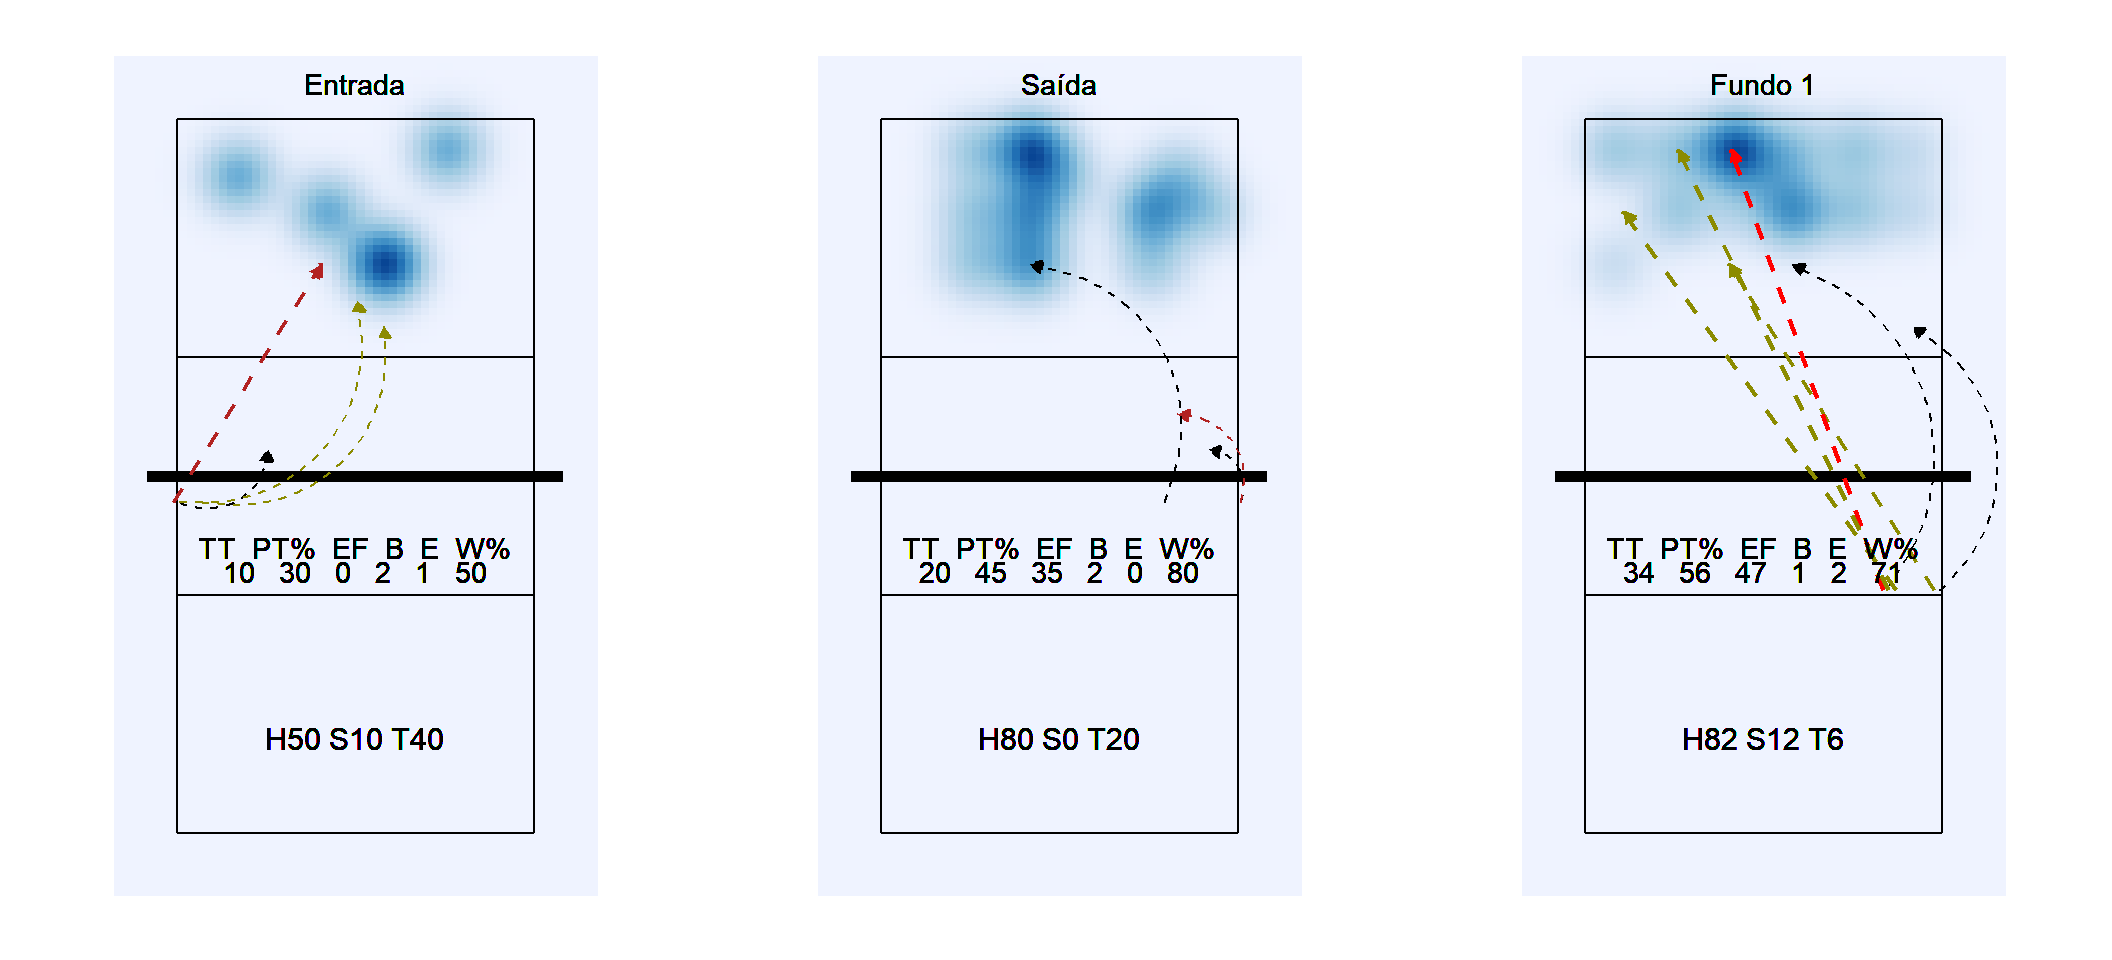 Entrada
TT PT% EF B E W%
10 30 0 2 1 50
H50 S10 T40
Saída
TT PT% EF B E W%
20 45 35 2 0 80
H80 S0 T20
Fundo 1
TT PT% EF B E W%
34 56 47 1 2 71
H82 S12 T6